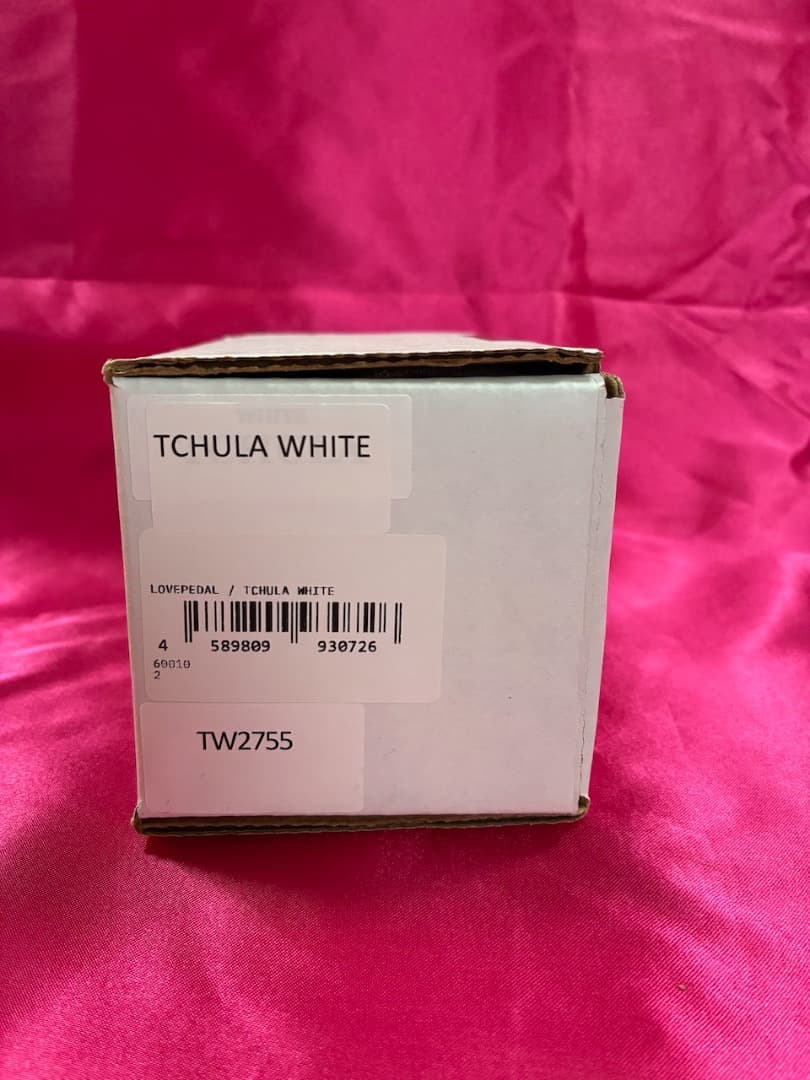 TCHULA WHITE
LOVEPEDAL / TCHULA WHITE
4 589809 930726
60010
2
TW2755